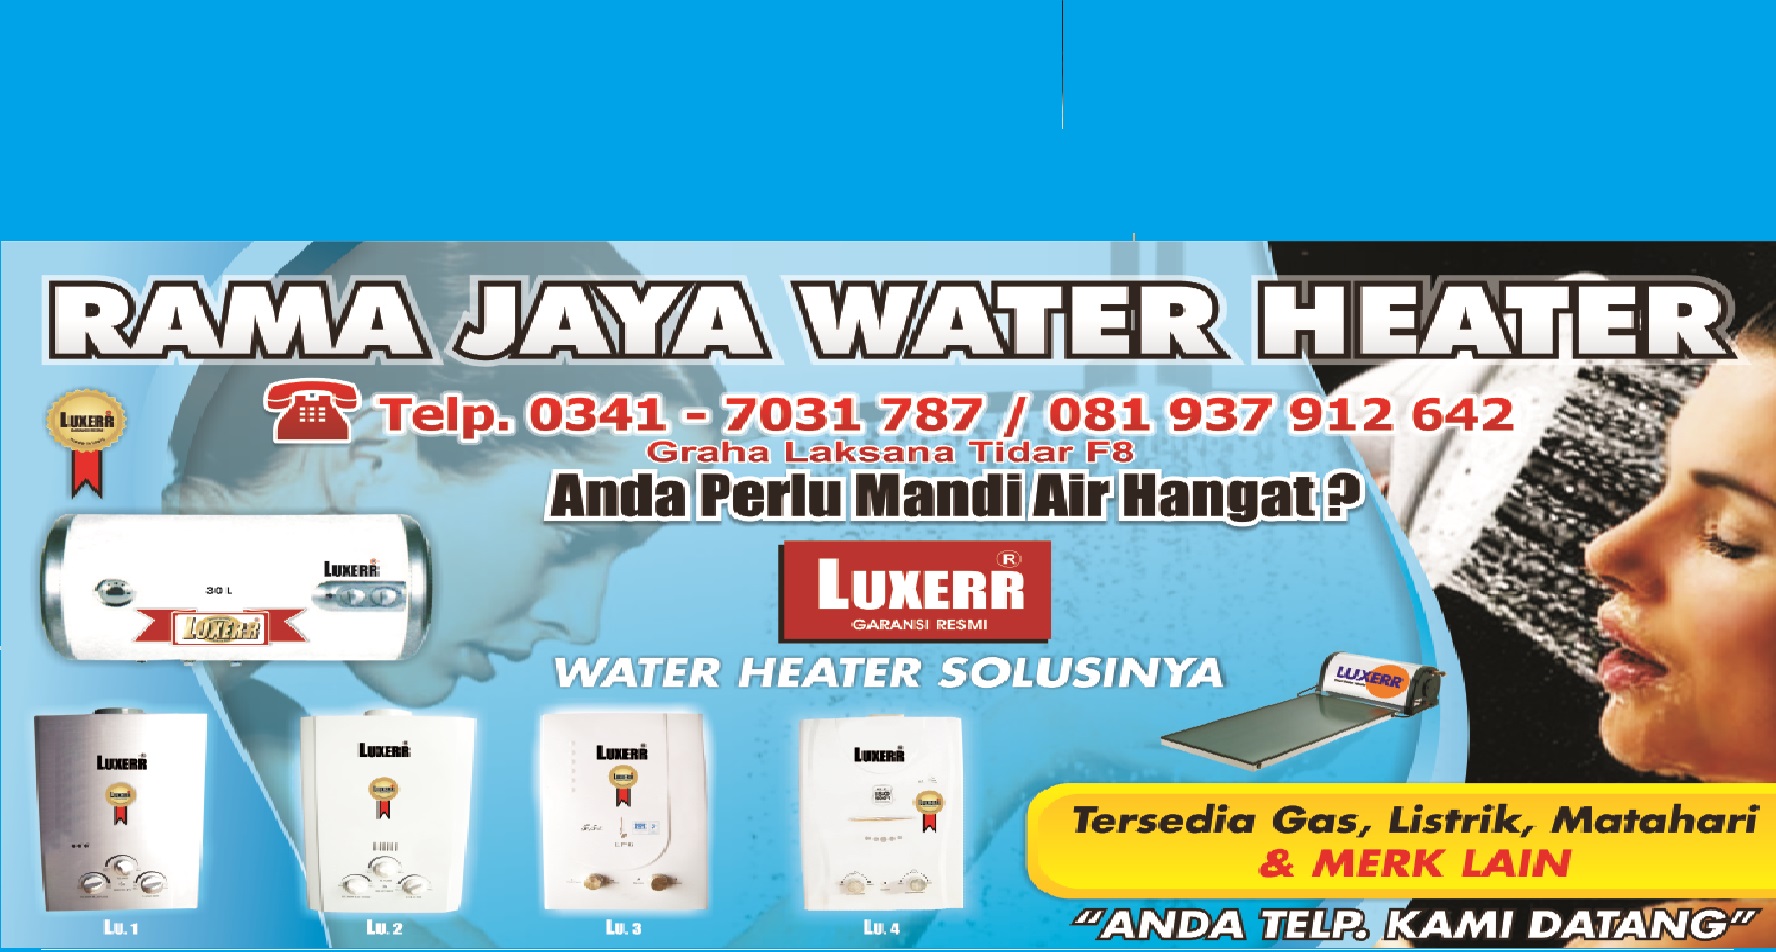 RAMA JAYA WATER HEATER
Telp. 0341 - 7031 787 / 081 937 912 642
Graha Laksana Tidar F8
Anda Perlu Mandi Air Hangat ?
LUXERR
LUXERR
30 L
LUXERR
LUXERR ®
GARANSI RESMI
WATER HEATER SOLUSINYA
LUXERR
LUXERR
LUXERR
LUXERR
LUXERR
Lu. 1
Lu. 2
Lu. 3
Lu. 4
Tersedia Gas, Listrik, Matahari
& MERK LAIN
"ANDA TELP. KAMI DATANG"